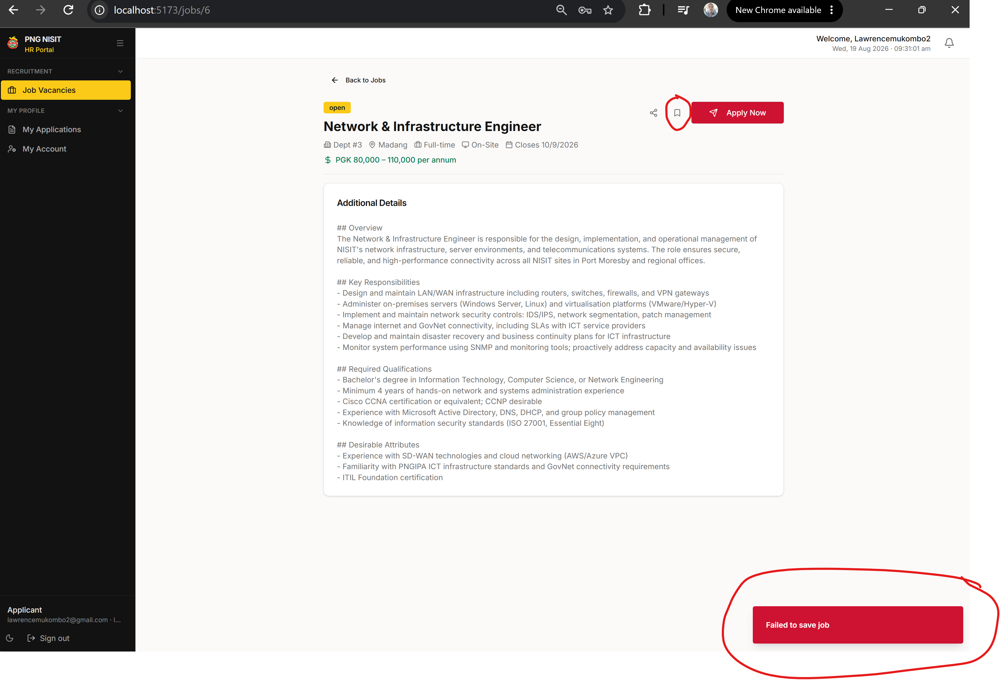 localhost:5173/jobs/6
New Chrome available
PNG NISIT
HR Portal
Welcome, Lawrencemukombo2
Wed, 19 Aug 2026 · 09:31:01 am
RECRUITMENT
Job Vacancies
MY PROFILE
My Applications
My Account
Back to Jobs
open
Apply Now
Network & Infrastructure Engineer
Dept #3 Madang Full-time On-Site Closes 10/9/2026
$ PGK 80,000 – 110,000 per annum
Additional Details
## Overview
The Network & Infrastructure Engineer is responsible for the design, implementation, and operational management of
NISIT's network infrastructure, server environments, and telecommunications systems. The role ensures secure,
reliable, and high-performance connectivity across all NISIT sites in Port Moresby and regional offices.
## Key Responsibilities
- Design and maintain LAN/WAN infrastructure including routers, switches, firewalls, and VPN gateways
- Administer on-premises servers (Windows Server, Linux) and virtualisation platforms (VMware/Hyper-V)
- Implement and maintain network security controls: IDS/IPS, network segmentation, patch management
- Manage internet and GovNet connectivity, including SLAs with ICT service providers
- Develop and maintain disaster recovery and business continuity plans for ICT infrastructure
- Monitor system performance using SNMP and monitoring tools; proactively address capacity and availability issues
## Required Qualifications
- Bachelor's degree in Information Technology, Computer Science, or Network Engineering
- Minimum 4 years of hands-on network and systems administration experience
- Cisco CCNA certification or equivalent; CCNP desirable
- Experience with Microsoft Active Directory, DNS, DHCP, and group policy management
- Knowledge of information security standards (ISO 27001, Essential Eight)
## Desirable Attributes
- Experience with SD-WAN technologies and cloud networking (AWS/Azure VPC)
- Familiarity with PNGIPA ICT infrastructure standards and GovNet connectivity requirements
- ITIL Foundation certification
Applicant
lawrencemukombo2@gmail.com · l...
Sign out
Failed to save job